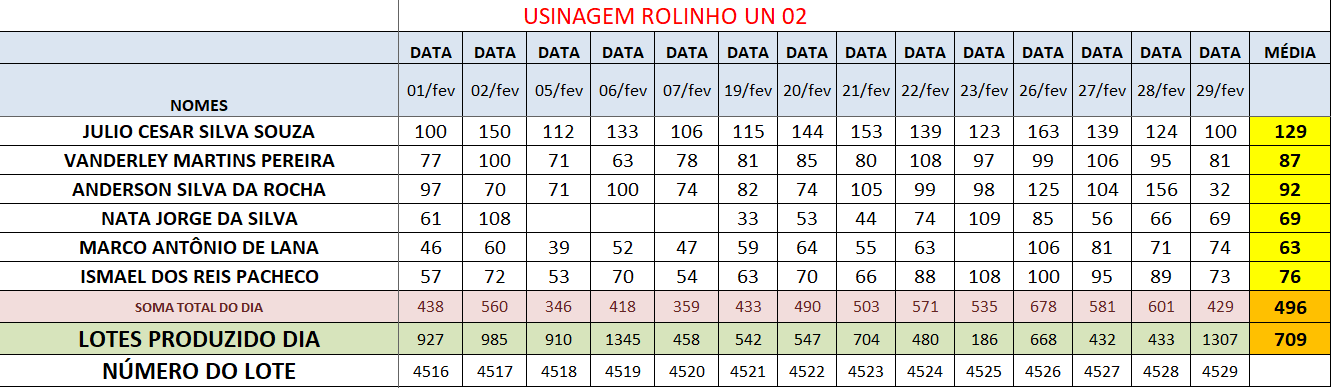 USINAGEM ROLINHO UN 02
DATA DATA DATA DATA DATA DATA DATA DATA DATA DATA DATA DATA DATA DATA MÉDIA
NOMES 01/fev 02/fev 05/fev 06/fev 07/fev 19/fev 20/fev 21/fev 22/fev 23/fev 26/fev 27/fev 28/fev 29/fev
JULIO CESAR SILVA SOUZA 100 150 112 133 106 115 144 153 139 123 163 139 124 100 129
VANDERLEY MARTINS PEREIRA 77 100 71 63 78 81 85 80 108 97 99 106 95 81 87
ANDERSON SILVA DA ROCHA 97 70 71 100 74 82 74 105 99 98 125 104 156 32 92
NATA JORGE DA SILVA 61 108 33 53 44 74 109 85 56 66 69 69
MARCO ANTÔNIO DE LANA 46 60 39 52 47 59 64 55 63 106 81 71 74 63
ISMAEL DOS REIS PACHECO 57 72 53 70 54 63 70 66 88 108 100 95 89 73 76
SOMA TOTAL DO DIA 438 560 346 418 359 433 490 503 571 535 678 581 601 429 496
LOTES PRODUZIDO DIA 927 985 910 1345 458 542 547 704 480 186 668 432 433 1307 709
NÚMERO DO LOTE 4516 4517 4518 4519 4520 4521 4522 4523 4524 4525 4526 4527 4528 4529